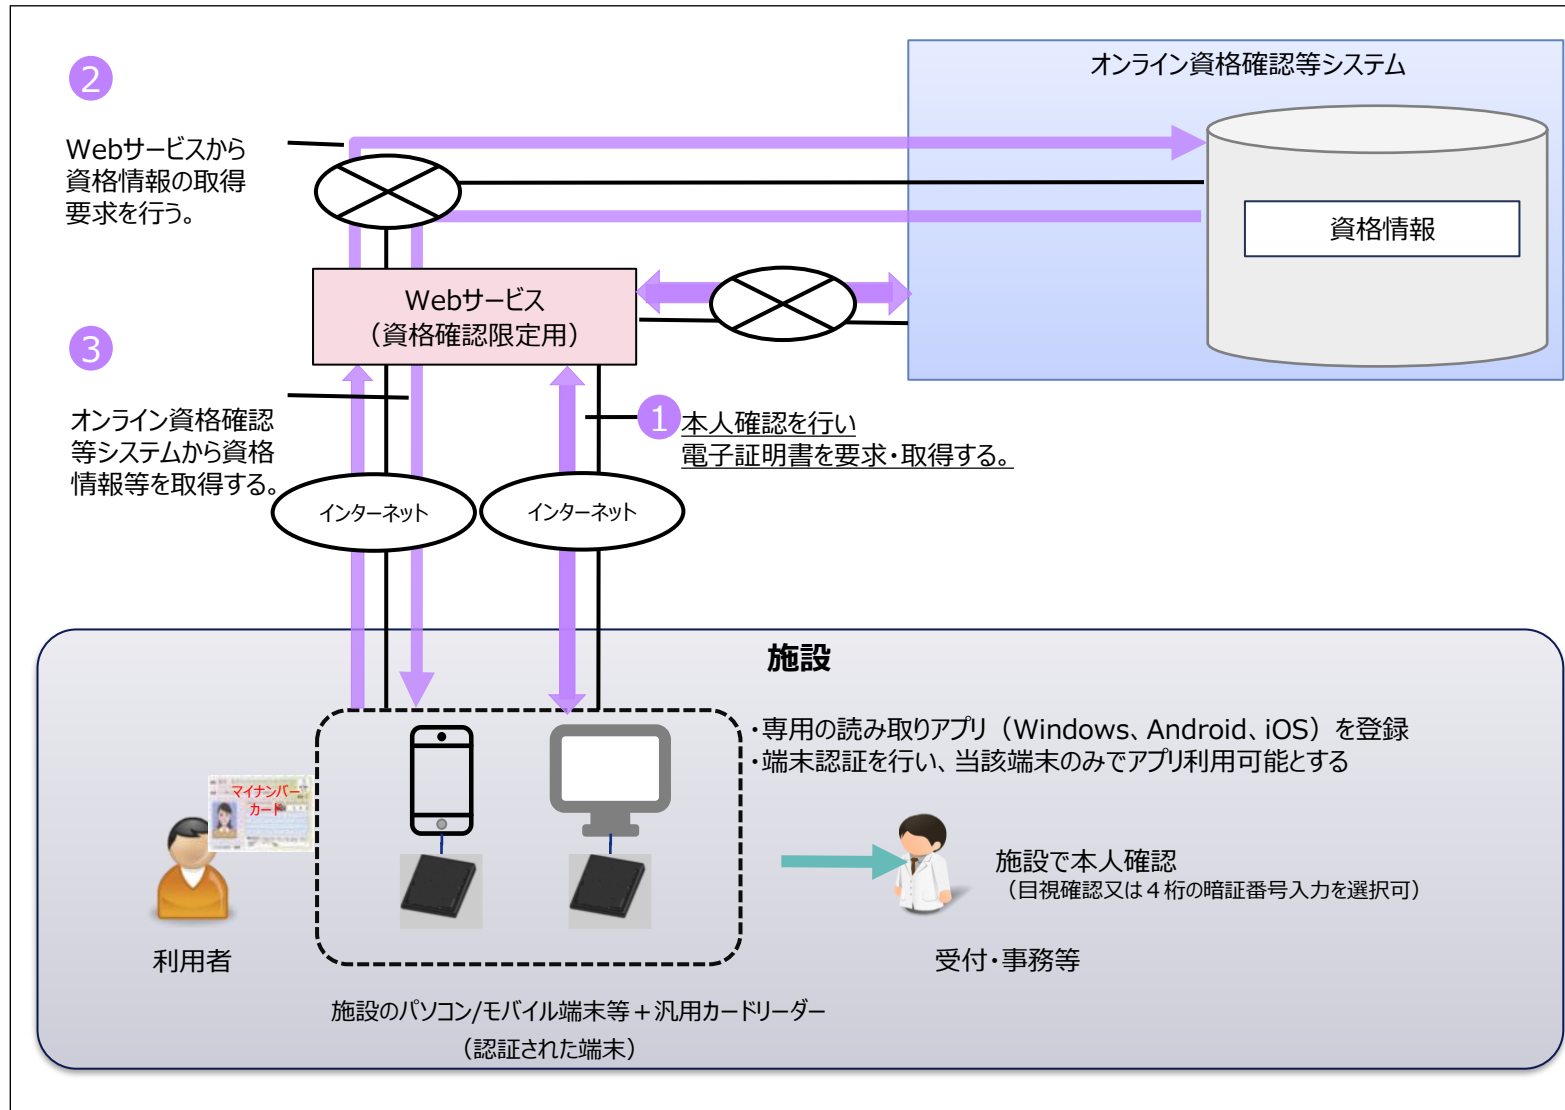 オンライン資格確認等システム
2
Webサービスから
資格情報の取得
要求を行う。
資格情報
Webサービス
（資格確認限定用）
3
オンライン資格確認
等システムから資格
情報等を取得する。
1
本人確認を行い
電子証明書を要求・取得する。
インターネット
インターネット
施設
・専用の読み取りアプリ（Windows、Android、iOS）を登録
・端末認証を行い、当該端末のみでアプリ利用可能とする
マイナンバー
カード
施設で本人確認
（目視確認又は４桁の暗証番号入力を選択可）
利用者
受付・事務等
施設のパソコン/モバイル端末等＋汎用カードリーダー
（認証された端末）